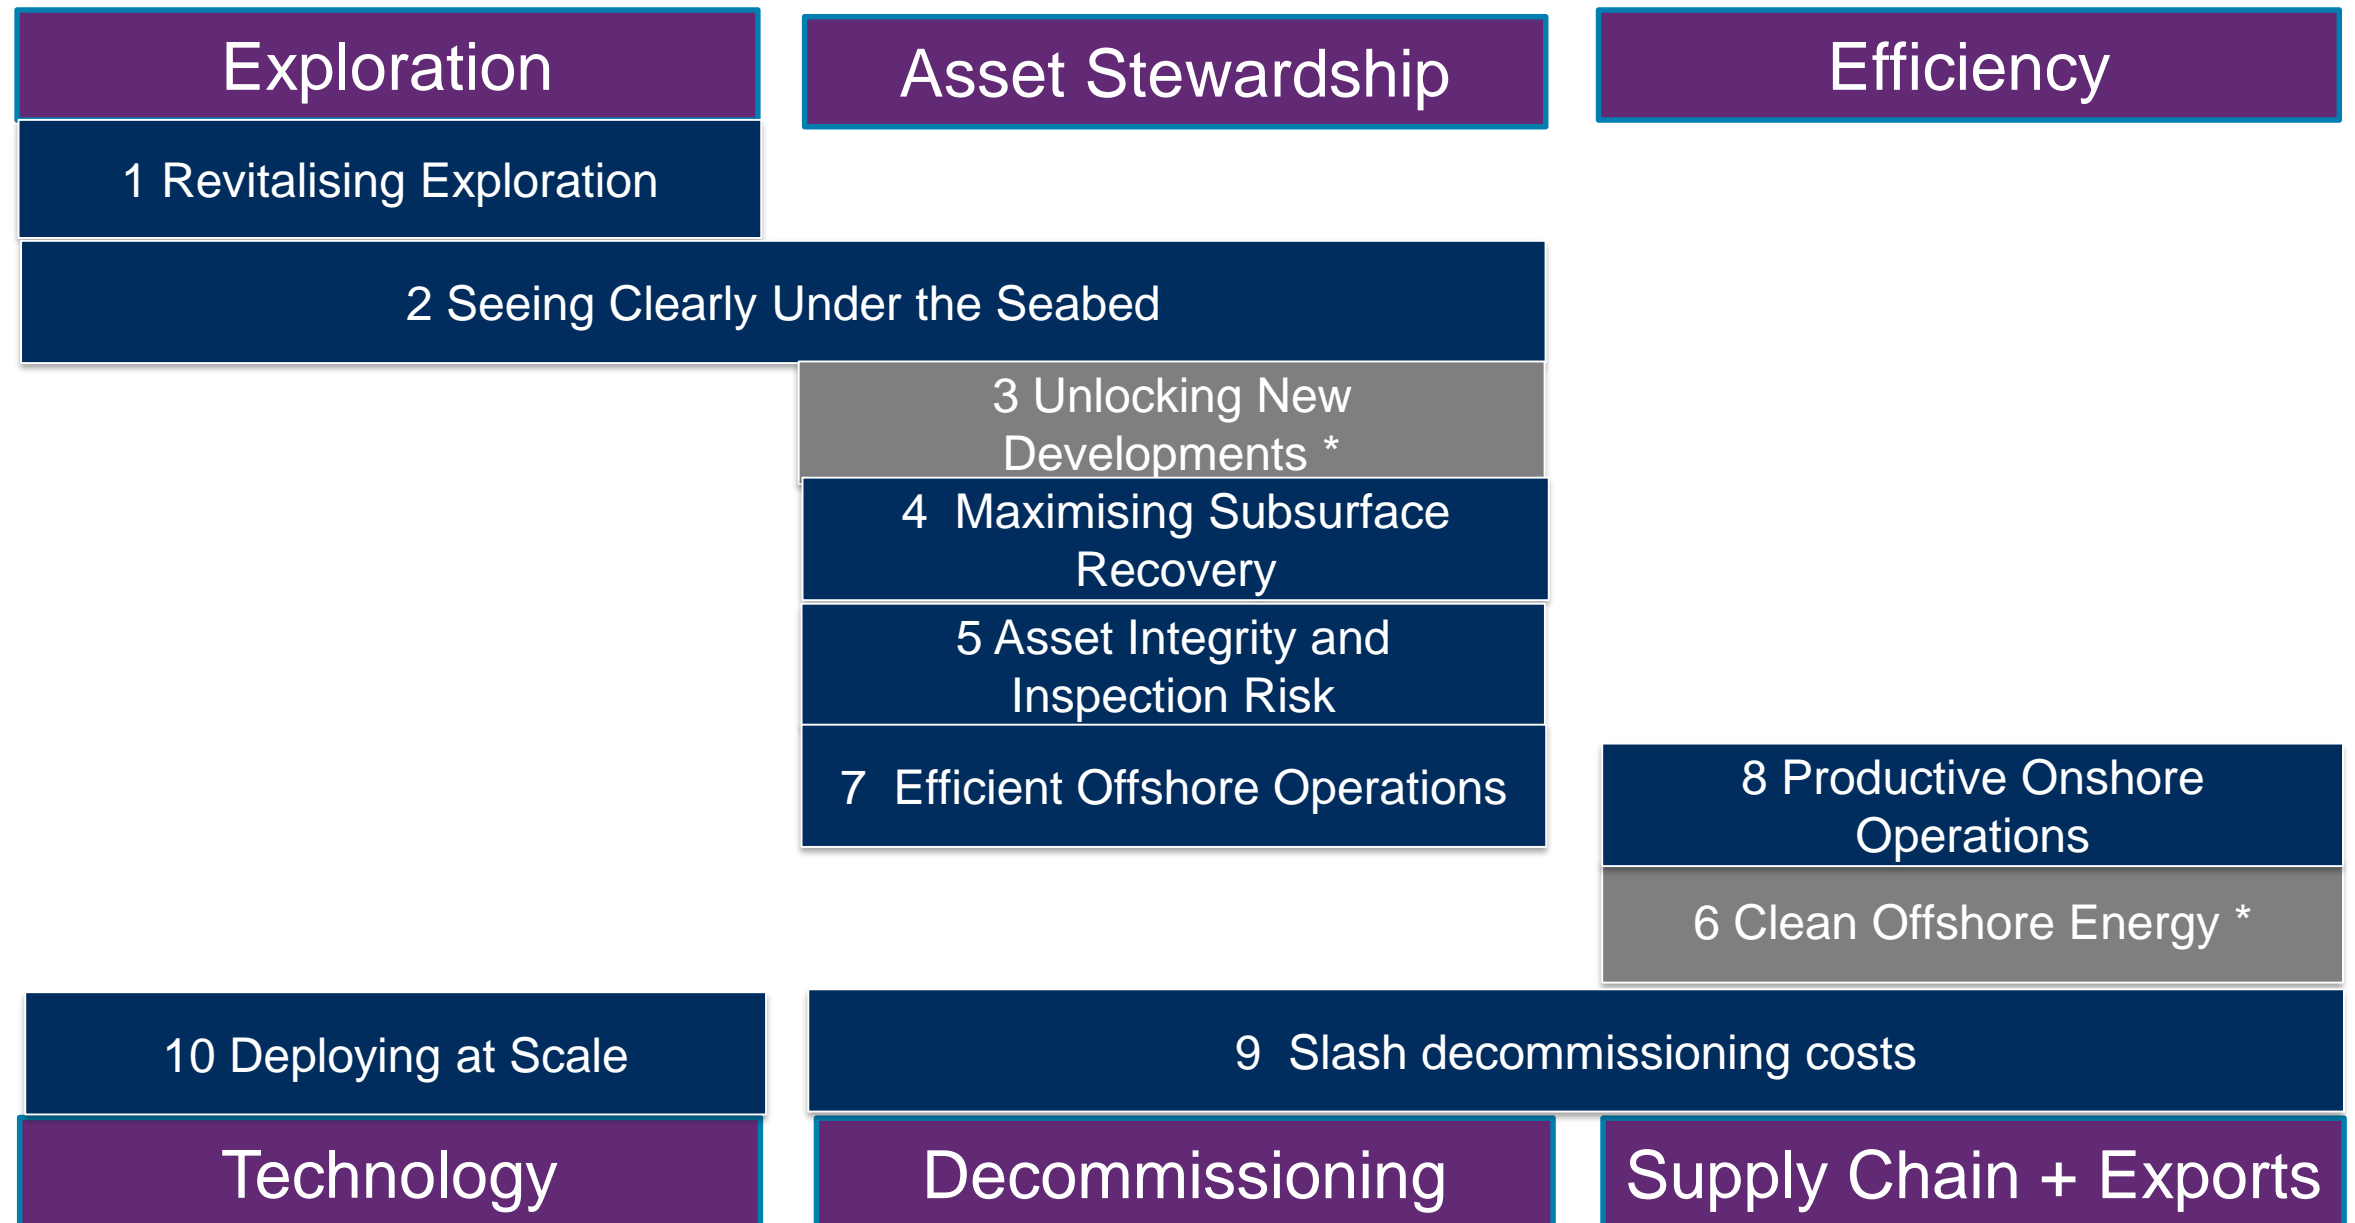 Exploration
Asset Stewardship
Efficiency
1 Revitalising Exploration
2 Seeing Clearly Under the Seabed
3 Unlocking New
Developments *
4  Maximising Subsurface
Recovery
5 Asset Integrity and
Inspection Risk
7  Efficient Offshore Operations
8 Productive Onshore
Operations
6 Clean Offshore Energy *
10 Deploying at Scale
9  Slash decommissioning costs
Technology
Decommissioning
Supply Chain + Exports